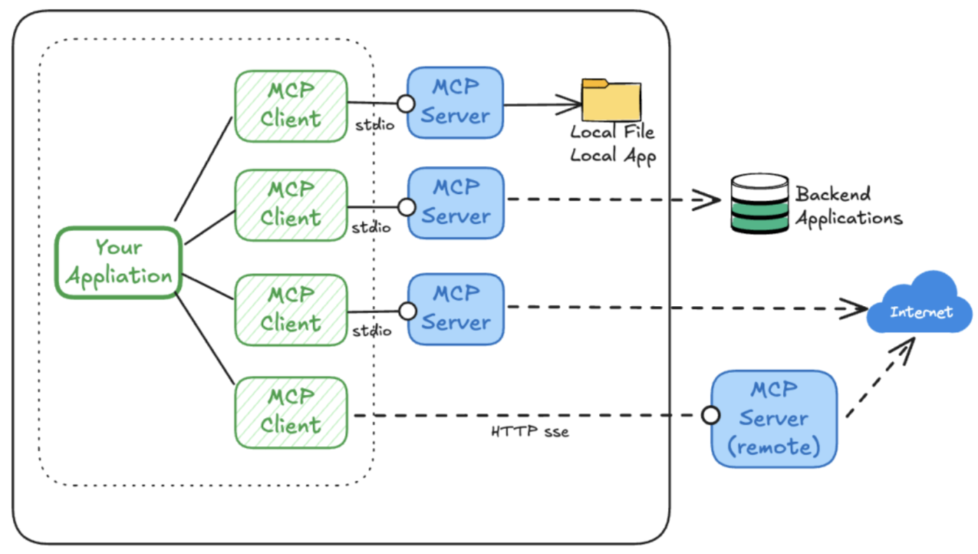 MCP
Client
stdio
MCP
Server
Local File
Local App
MCP
Client
stdio
MCP
Server
Backend
Applications
Your
Appliation
MCP
Client
stdio
MCP
Server
Internet
MCP
Client
HTTP sse
MCP
Server
(remote)